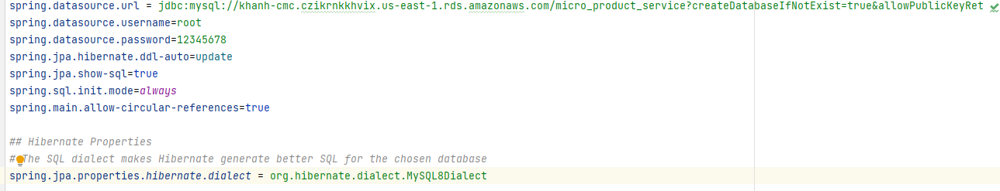 spring.datasource.url = jdbc:mysql://khanh-cmc.czikrnkkhvix.us-east-1.rds.amazonaws.com/micro_product_service?createDatabaseIfNotExist=true&allowPublicKeyRet
spring.datasource.username=root
spring.datasource.password=12345678
spring.jpa.hibernate.ddl-auto=update
spring.jpa.show-sql=true
spring.sql.init.mode=always
spring.main.allow-circular-references=true
## Hibernate Properties
# The SQL dialect makes Hibernate generate better SQL for the chosen database
spring.jpa.properties.hibernate.dialect = org.hibernate.dialect.MySQL8Dialect